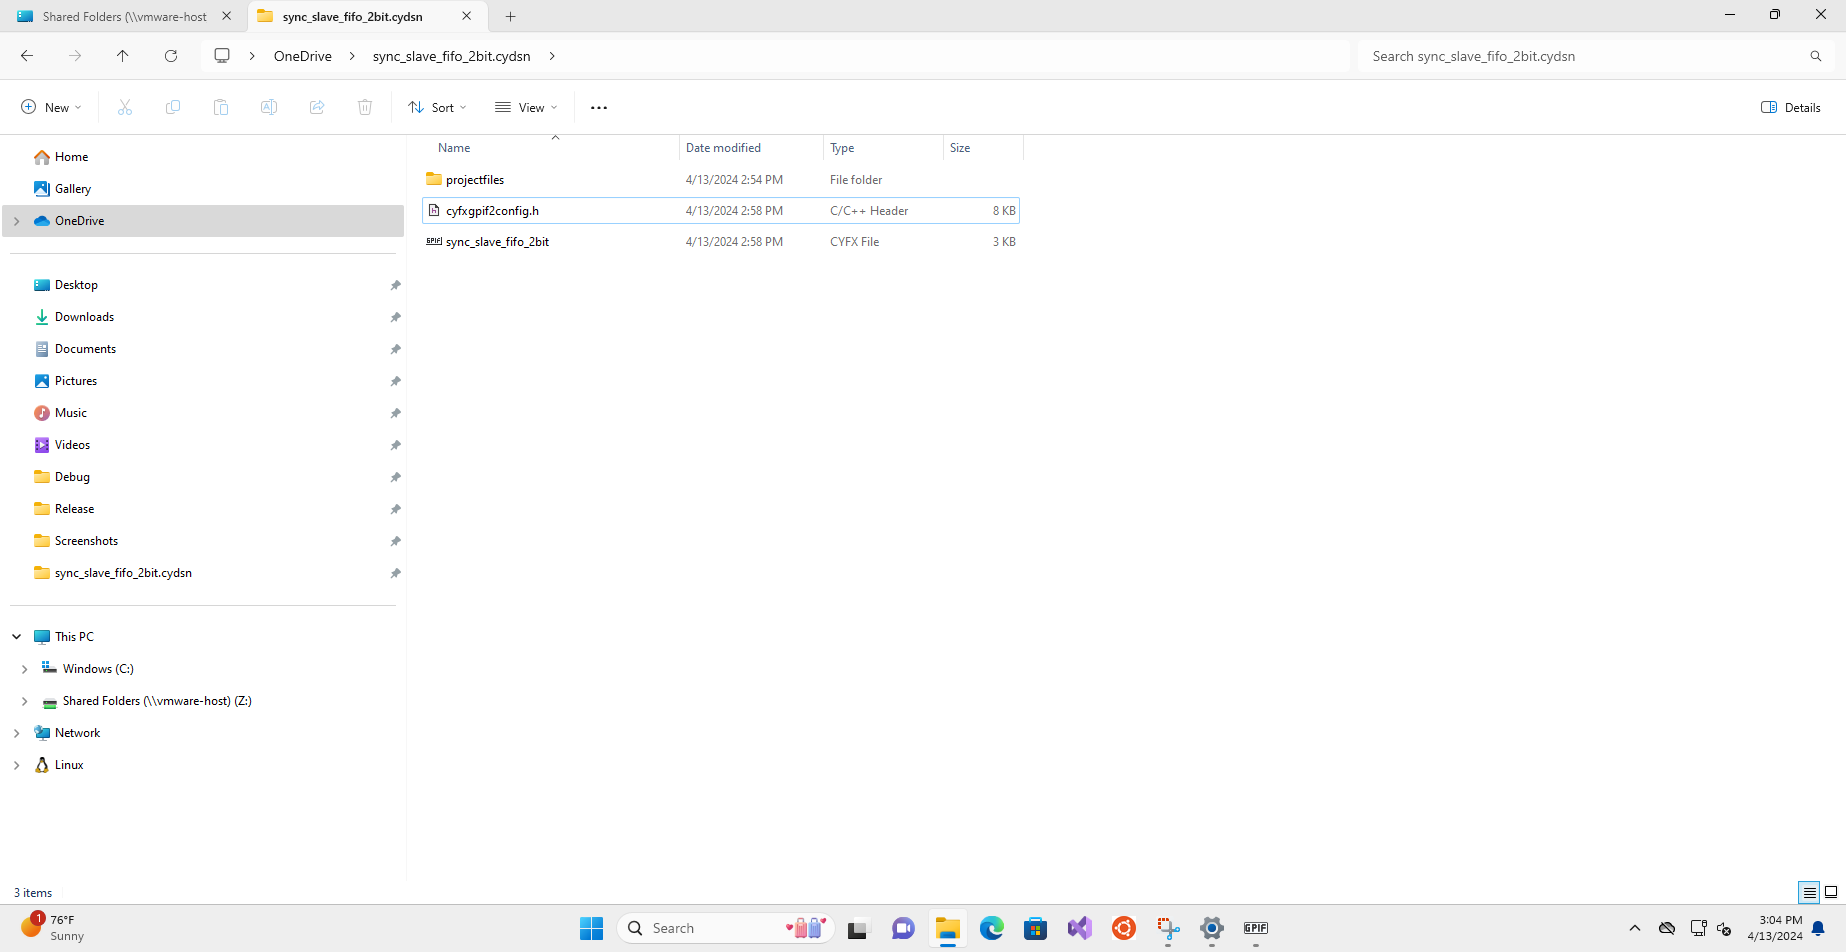 Shared Folders (\\vmware-host
sync_slave_fifo_2bit.cydsn
OneDrive
sync_slave_fifo_2bit.cydsn
Search sync_slave_fifo_2bit.cydsn
New
Sort
View
Details
Name Date modified Type Size
projectfiles 4/13/2024 2:54 PM File folder
cyfxgpif2config.h 4/13/2024 2:58 PM C/C++ Header 8 KB
GPIF sync_slave_fifo_2bit 4/13/2024 2:58 PM CYFX File 3 KB
Home
Gallery
OneDrive
Desktop
Downloads
Documents
Pictures
Music
Videos
Debug
Release
Screenshots
sync_slave_fifo_2bit.cydsn
This PC
Windows (C:)
Shared Folders (\\vmware-host) (Z:)
Network
Linux
3 items
1
76°F
Sunny
Search
GPIF
3:04 PM
4/13/2024